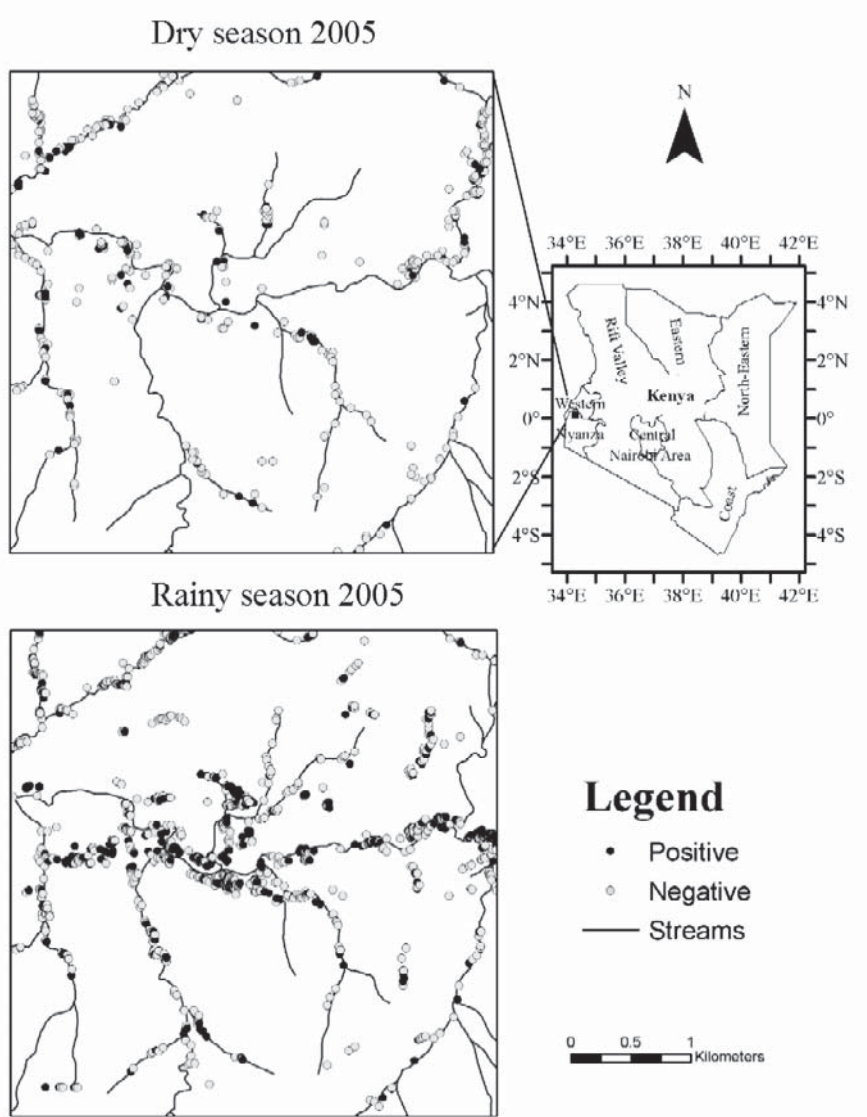 Dry season 2005
N
34°E 36°E 38°E 40°E 42°E
4°N
2°N
0°
2°S
4°S
Rift Valley
Eastern
North-Eastern
Kenya
Western
Nyanza
Central
Nairobi Area
Coast
4°N
2°N
0°
2°S
4°S
34°E 36°E 38°E 40°E 42°E
Rainy season 2005
Legend
Positive
Negative
Streams
0 0.5 1
Kilometers